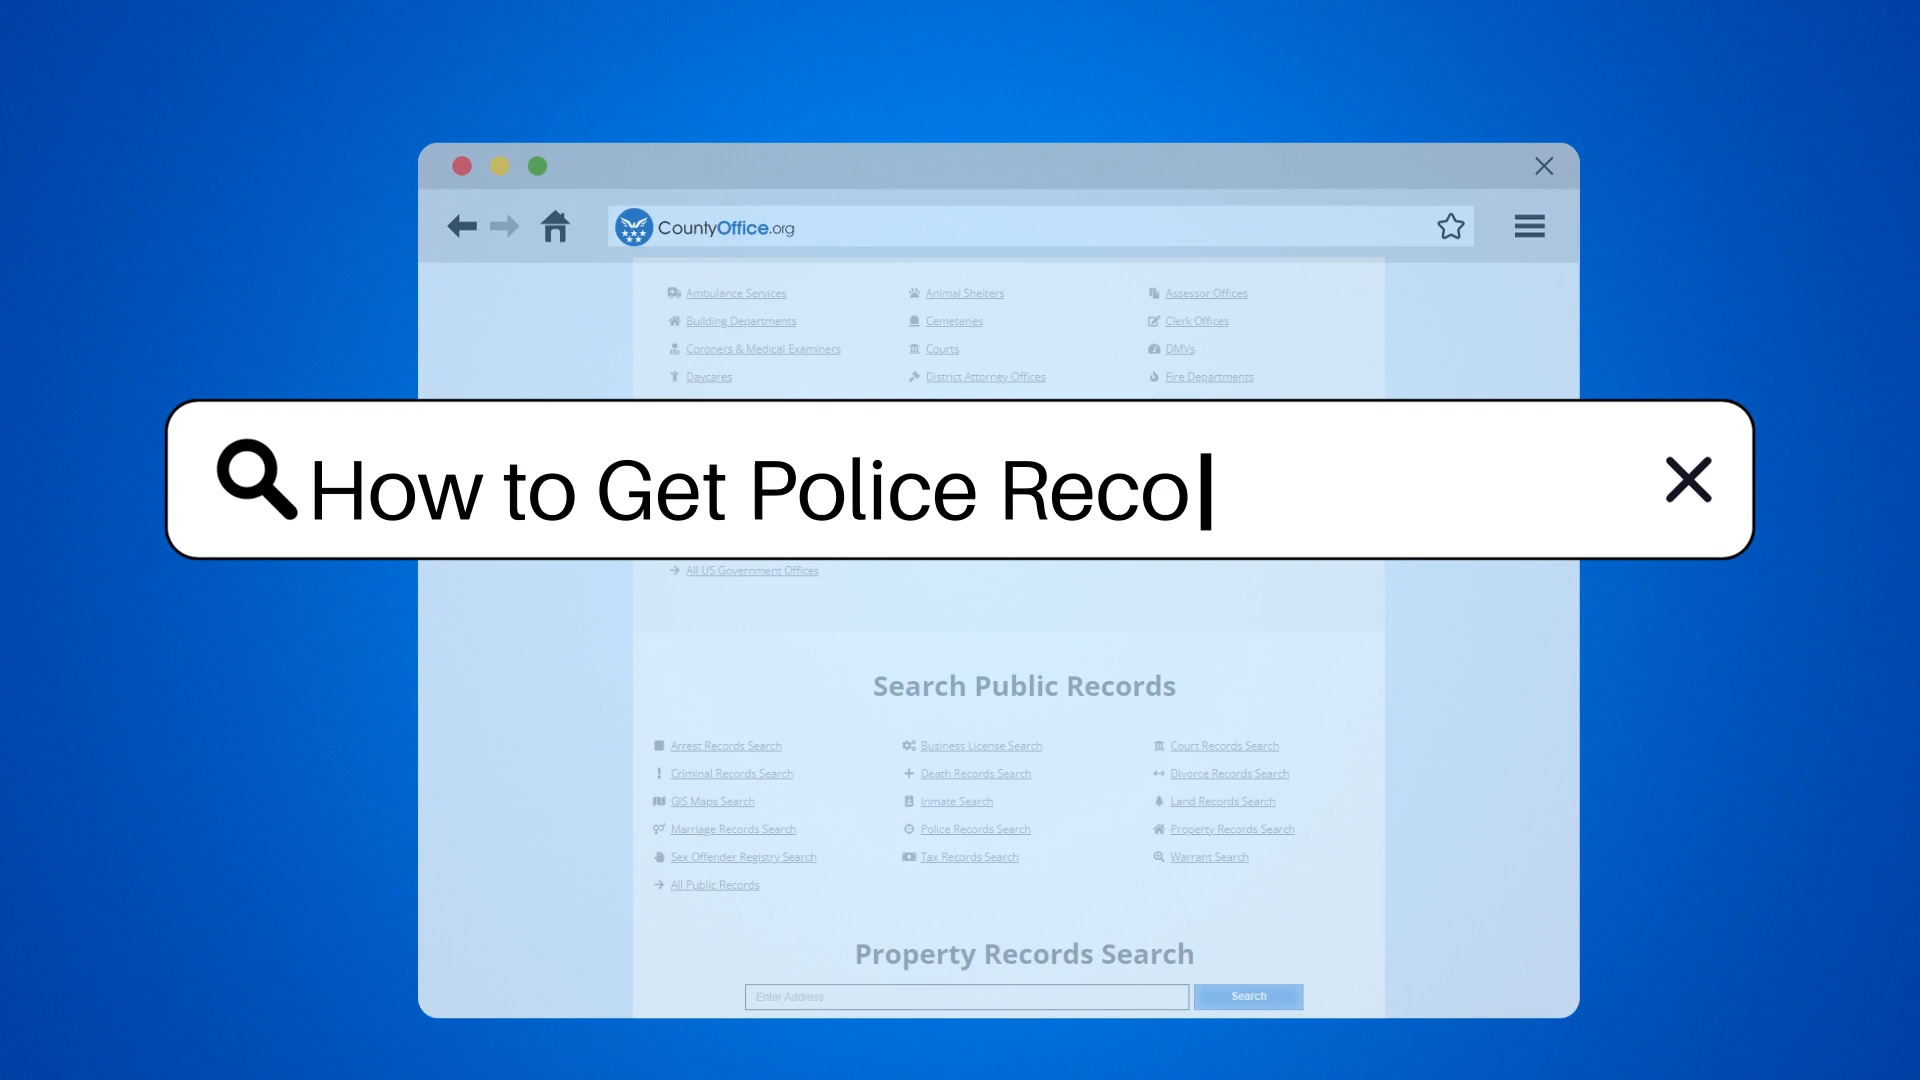 CountyOffice.org
Ambulance Services Animal Shelters Assessor Offices
Building Departments Cemeteries Clerk Offices
Coroners & Medical Examiners Courts DMVs
Daycares District Attorney Offices Fire Departments
How to Get Police Reco
All US Government Offices
Search Public Records
Arrest Records Search Business License Search Court Records Search
Criminal Records Search Death Records Search Divorce Records Search
GIS Maps Search Inmate Search Land Records Search
Marriage Records Search Police Records Search Property Records Search
Sex Offender Registry Search Tax Records Search Warrant Search
All Public Records
Property Records Search
Enter Address Search